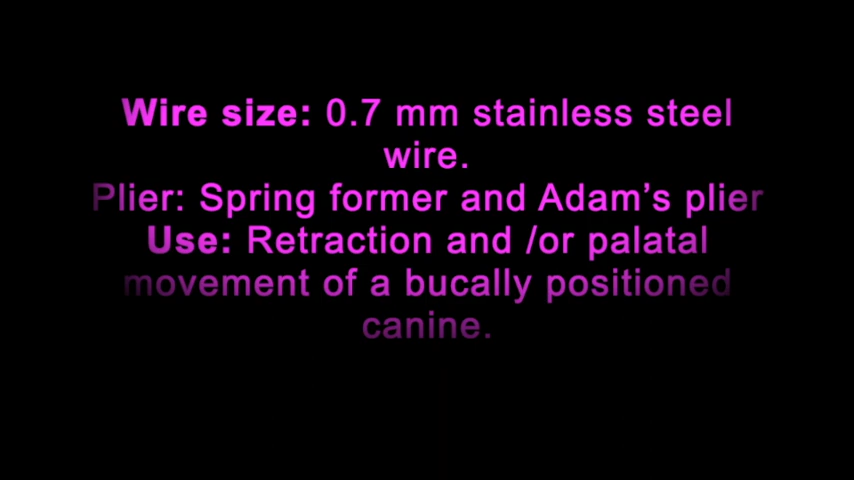 Wire size: 0.7 mm stainless steel
wire.
Plier: Spring former and Adam’s plier
Use: Retraction and /or palatal
movement of a bucally positioned
canine.